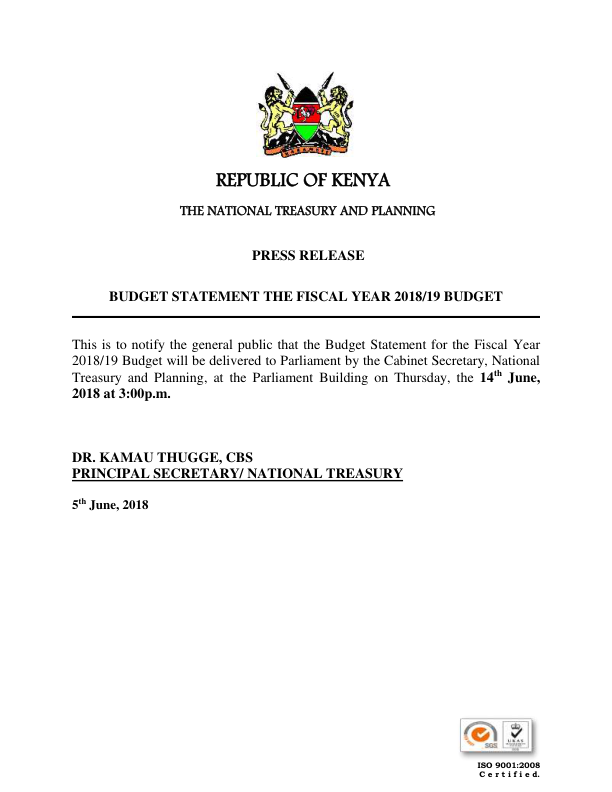 REPUBLIC OF KENYA
THE NATIONAL TREASURY AND PLANNING
PRESS RELEASE
BUDGET STATEMENT THE FISCAL YEAR 2018/19 BUDGET
This is to notify the general public that the Budget Statement for the Fiscal Year
2018/19 Budget will be delivered to Parliament by the Cabinet Secretary, National
Treasury and Planning, at the Parliament Building on Thursday, the 14th June,
2018 at 3:00p.m.
DR. KAMAU THUGGE, CBS
PRINCIPAL SECRETARY/ NATIONAL TREASURY
5th June, 2018
SGS
UKAS
ISO 9001:2008
Certified.